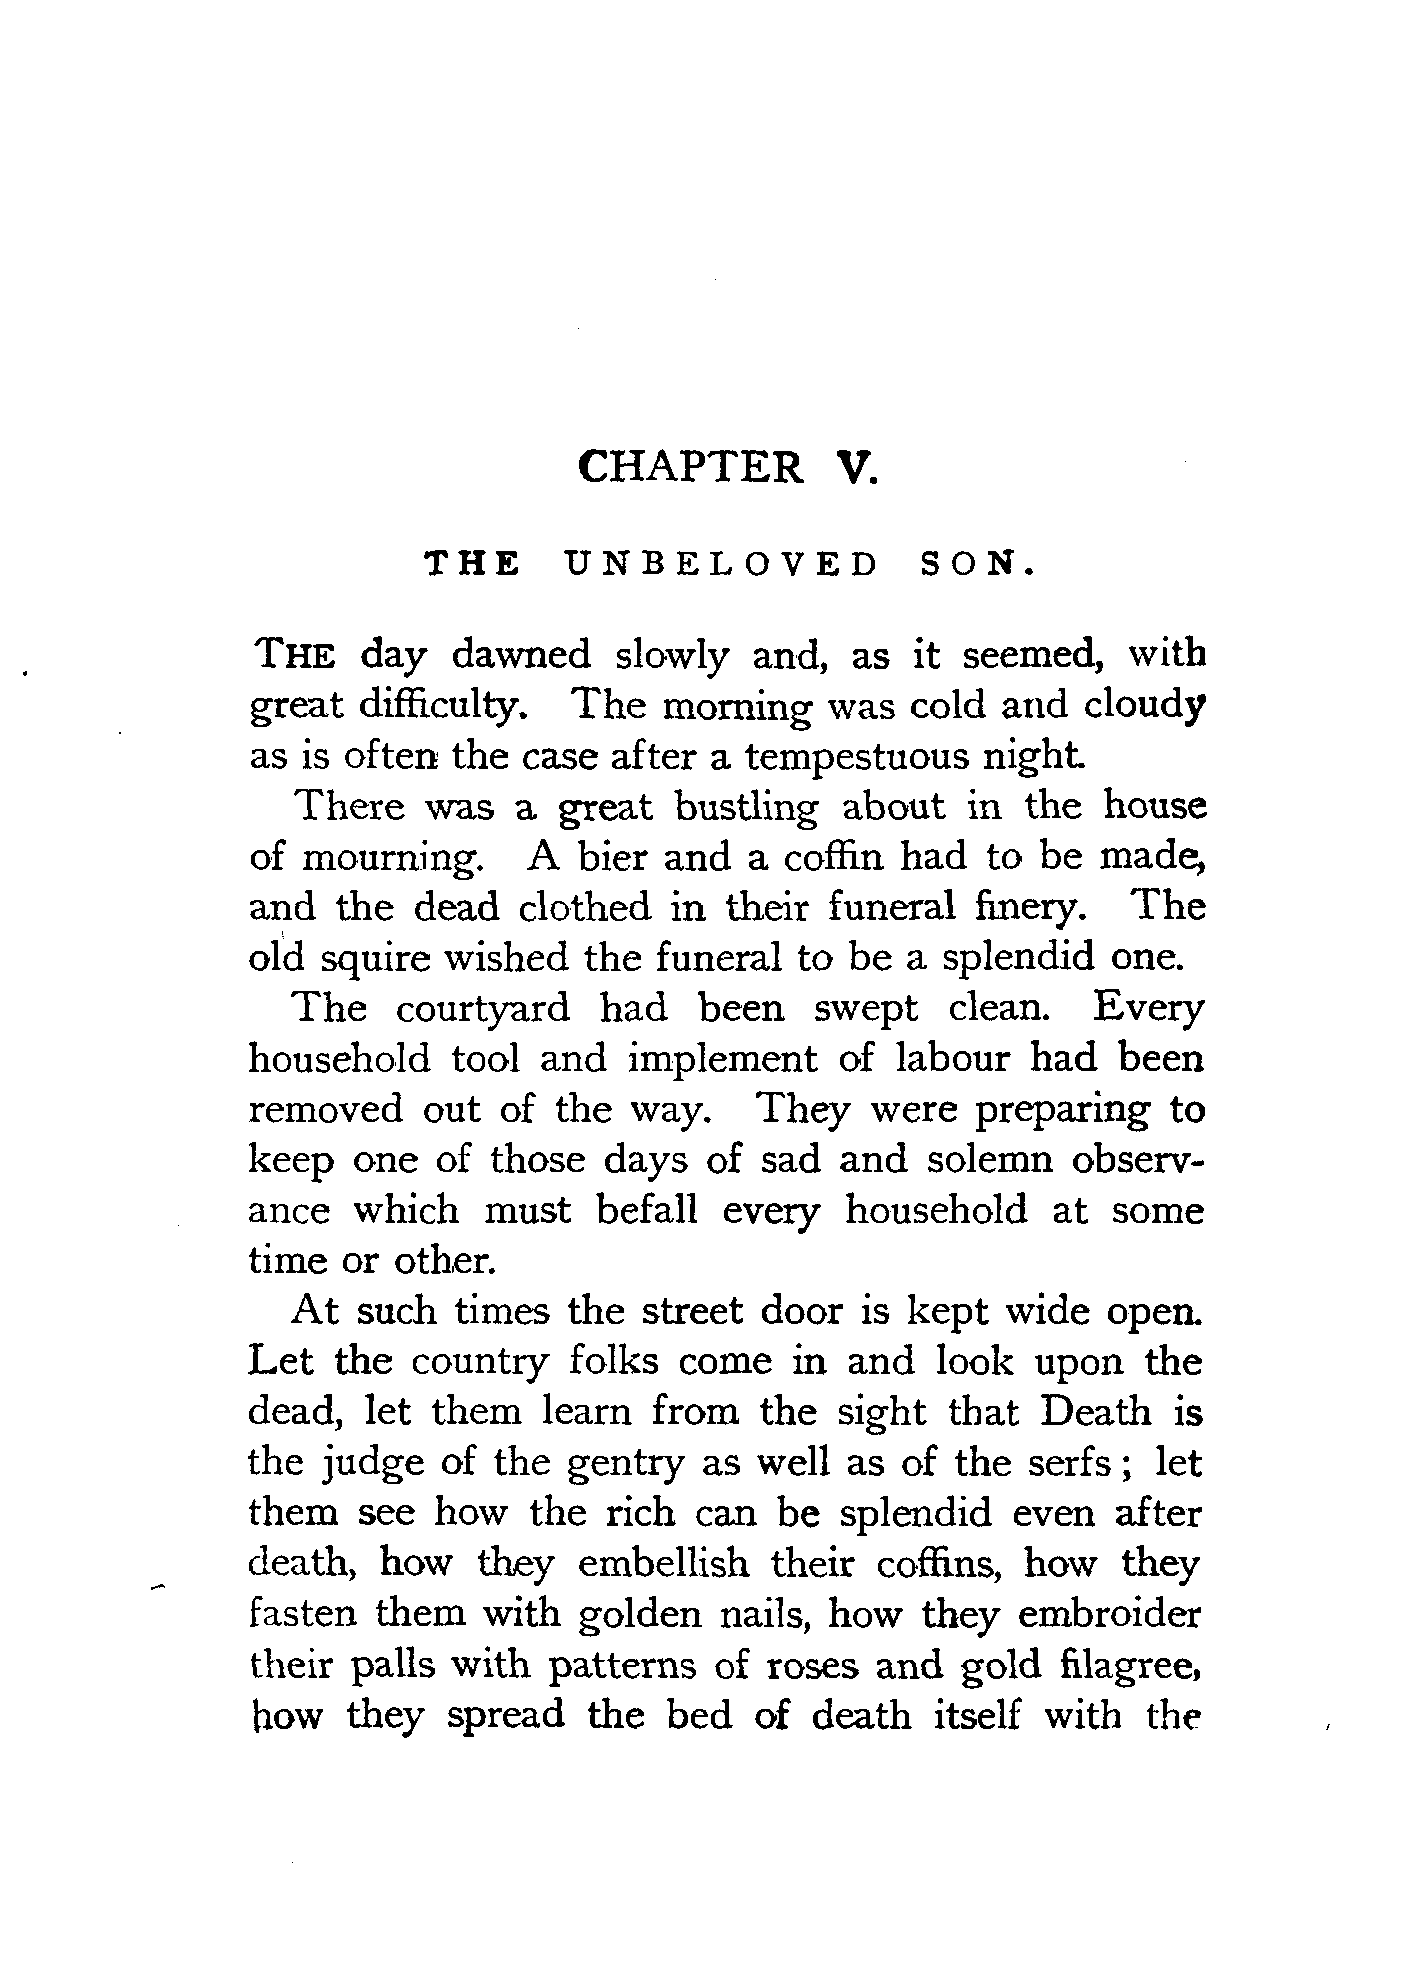 CHAPTER V.
THE UNBELOVED SON.
THE day dawned slowly and, as it seemed, with
great difficulty. The morning was cold and cloudy
as is often the case after a tempestuous night.
There was a great bustling about in the house
of mourning. A bier and a coffin had to be made,
and the dead clothed in their funeral finery. The
old squire wished the funeral to be a splendid one.
The courtyard had been swept clean. Every
household tool and implement of labour had been
removed out of the way. They were preparing to
keep one of those days of sad and solemn observ-
ance which must befall every household at some
time or other.
At such times the street door is kept wide open.
Let the country folks come in and look upon the
dead, let them learn from the sight that Death is
the judge of the gentry as well as of the serfs; let
them see how the rich can be splendid even after
death, how they embellish their coffins, how they
fasten them with golden nails, how they embroider
their palls with patterns of roses and gold filagree,
how they spread the bed of death itself with the